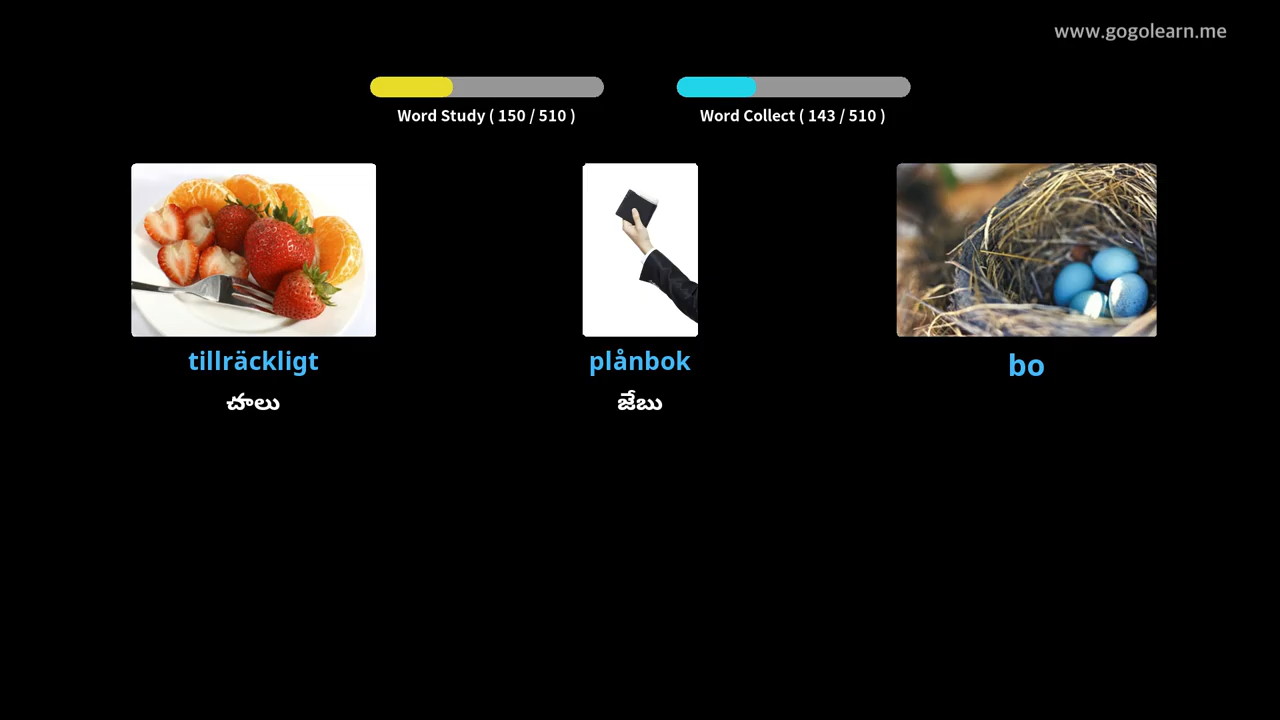 www.gogolearn.me
Word Study ( 150 / 510 )
Word Collect ( 143 / 510 )
tillräckligt
plånbok
bo
చాలు
జేబు